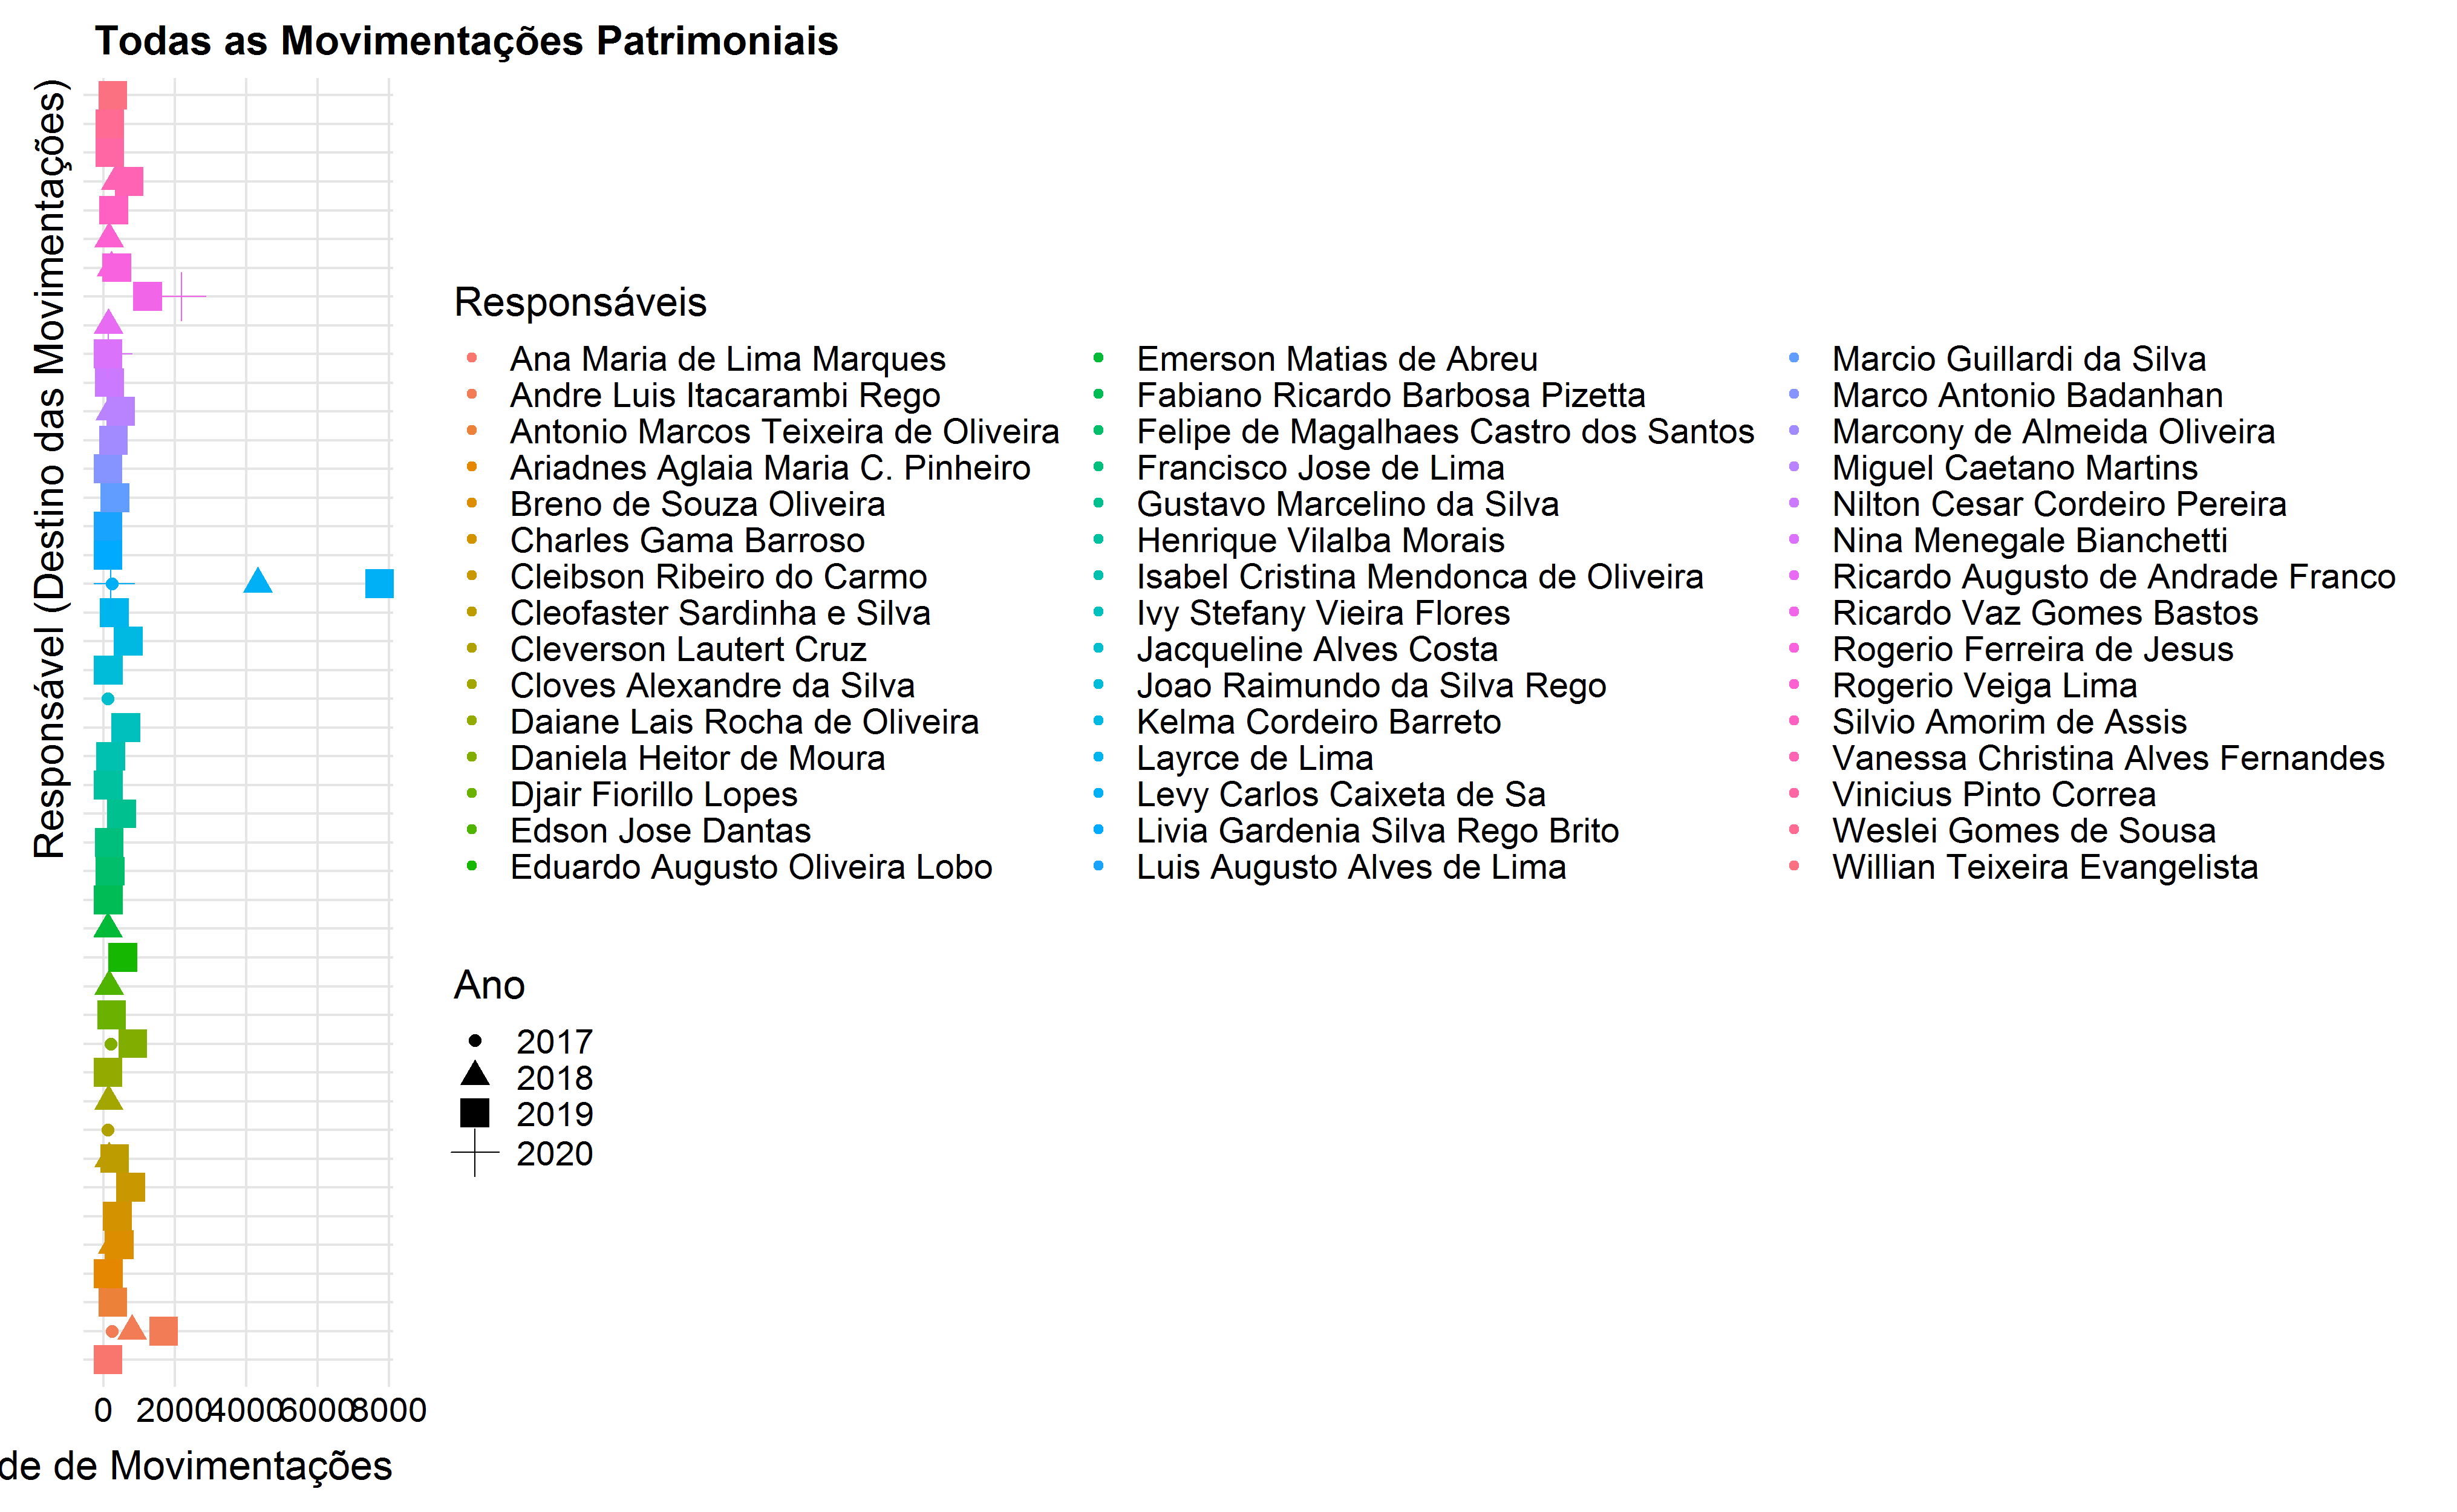 Todas as Movimentações Patrimoniais
Responsável (Destino das Movimentações)
0 2000 4000 6000 8000
de de Movimentações
Responsáveis
Ana Maria de Lima Marques
Andre Luis Itacarambi Rego
Antonio Marcos Teixeira de Oliveira
Ariadnes Aglaia Maria C. Pinheiro
Breno de Souza Oliveira
Charles Gama Barroso
Cleibson Ribeiro do Carmo
Cleofaster Sardinha e Silva
Cleverson Lautert Cruz
Cloves Alexandre da Silva
Daiane Lais Rocha de Oliveira
Daniela Heitor de Moura
Djair Fiorillo Lopes
Edson Jose Dantas
Eduardo Augusto Oliveira Lobo
Emerson Matias de Abreu
Fabiano Ricardo Barbosa Pizetta
Felipe de Magalhaes Castro dos Santos
Francisco Jose de Lima
Gustavo Marcelino da Silva
Henrique Vilalba Morais
Isabel Cristina Mendonca de Oliveira
Ivy Stefany Vieira Flores
Jacqueline Alves Costa
Joao Raimundo da Silva Rego
Kelma Cordeiro Barreto
Layrce de Lima
Levy Carlos Caixeta de Sa
Livia Gardenia Silva Rego Brito
Luis Augusto Alves de Lima
Marcio Guillardi da Silva
Marco Antonio Badanhan
Marcony de Almeida Oliveira
Miguel Caetano Martins
Nilton Cesar Cordeiro Pereira
Nina Menegale Bianchetti
Ricardo Augusto de Andrade Franco
Ricardo Vaz Gomes Bastos
Rogerio Ferreira de Jesus
Rogerio Veiga Lima
Silvio Amorim de Assis
Vanessa Christina Alves Fernandes
Vinicius Pinto Correa
Weslei Gomes de Sousa
Willian Teixeira Evangelista
Ano
2017
2018
2019
2020